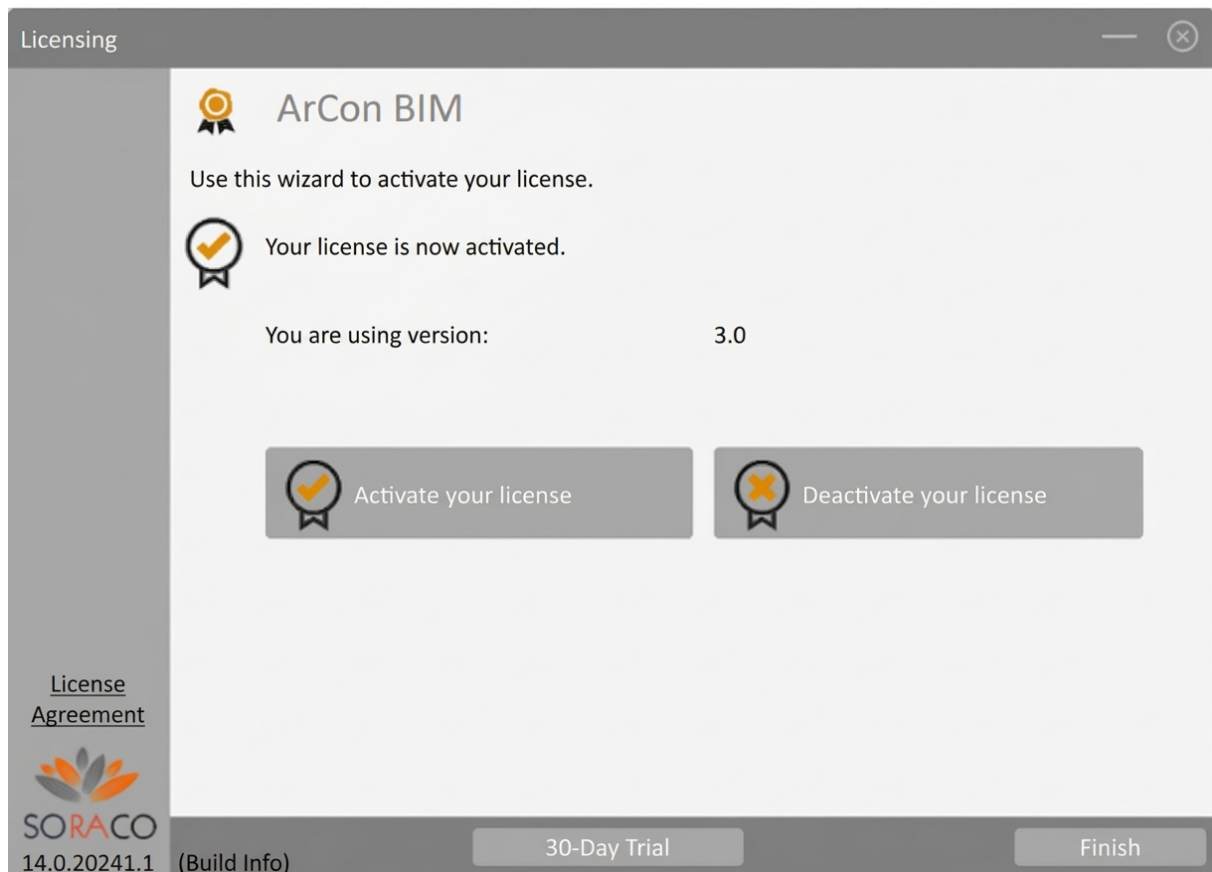 Licensing
ArCon BIM
Use this wizard to activate your license.
Your license is now activated.
You are using version: 3.0
Activate your license
Deactivate your license
License
Agreement
SORACO
14.0.20241.1 (Build Info)
30-Day Trial
Finish